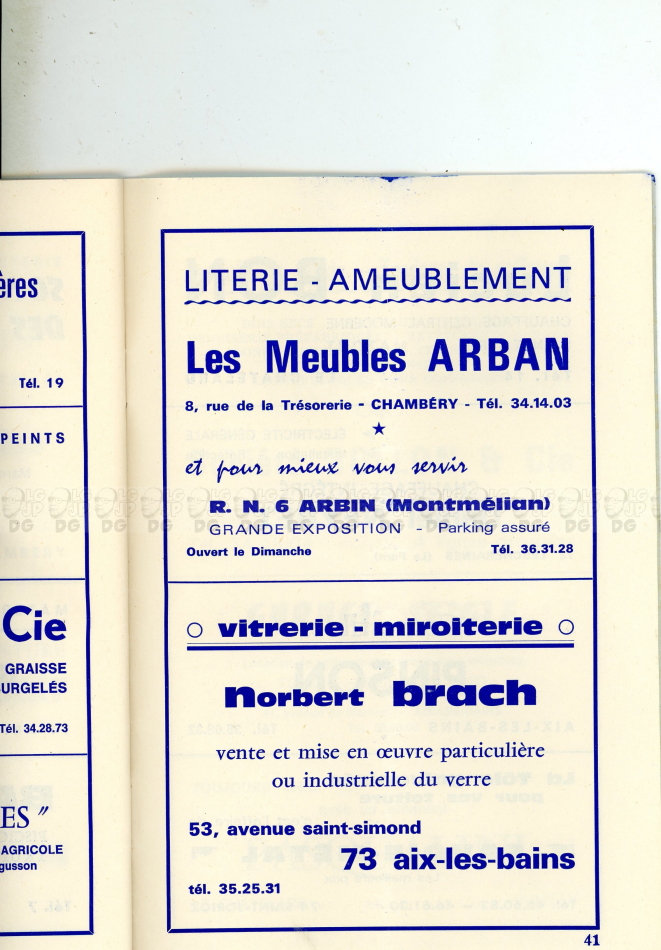 ères
Tél. 19
PEINTS
Cie
GRAISSE
SURGELÉS
Tél. 34.28.73
ES"
AGRICOLE
gusson
LITERIE - AMEUBLEMENT
Les Meubles ARBAN
8, rue de la Trésorerie - CHAMBÉRY - Tél. 34.14.03
★
et pour mieux vous servir
R. N. 6 ARBIN (Montmélian)
GRANDE EXPOSITION - Parking assuré
Ouvert le Dimanche Tél. 36.31.28
vitrerie - miroiterie
norbert brach
vente et mise en œuvre particulière
ou industrielle du verre
53, avenue saint-simond
73 aix-les-bains
tél. 35.25.31
41